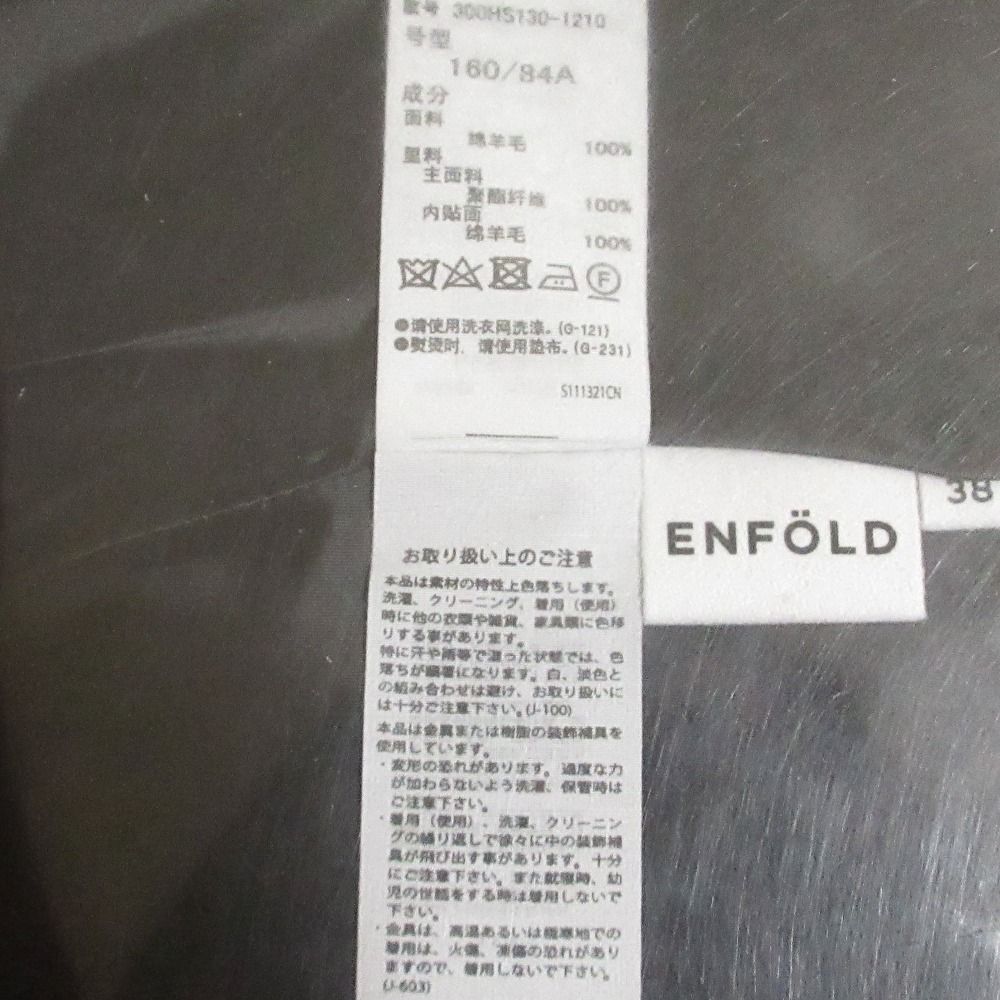 款号 300HS130-1210
号型
160/84A
成分
面料
绵羊毛 100%
里料
主面料
聚酯纤维 100%
内贴面
绵羊毛 100%
F
●请使用洗衣网洗涤。(G-121)
●熨烫时，请使用垫布。(G-231)
S111321CN
ENFÖLD
38
お取り扱い上のご注意
本品は素材の特性上色落ちします。
洗濯、クリーニング、着用（使用）
時に他の衣類や雑貨、家具類に色移
りする事があります。
特に汗や雨等で湿った状態では、色
落ちが顕著になります。白、淡色と
の組み合わせは避け、お取り扱いに
は十分ご注意下さい。(J-100)
本品は金属または樹脂の装飾補具を
使用しています。
・変形の恐れがあります。過度な力
が加わらないよう洗濯、保管時は
ご注意下さい。
・着用（使用）、洗濯、クリーニン
グの繰り返しで徐々に中の装飾補
具が飛び出す事があります。十分
にご注意下さい。また就寝時、幼
児の世話をする時は着用しないで
下さい。
・金具は、高温あるいは極寒地での
着用は、火傷、凍傷の恐れがあり
ますので、着用しないで下さい。
(J-603)